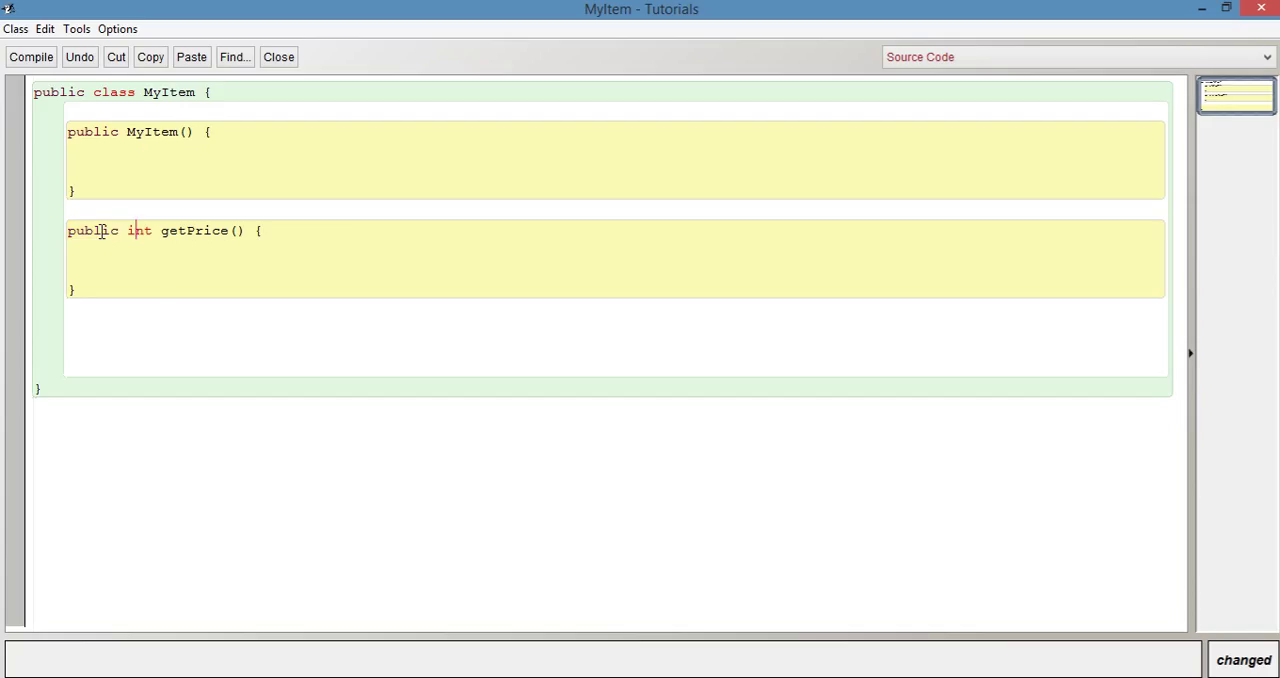 MyItem - Tutorials
Class Edit Tools Options
Compile Undo Cut Copy Paste Find... Close Source Code
public class MyItem {
public MyItem() {
}
public int getPrice() {
}
}
changed